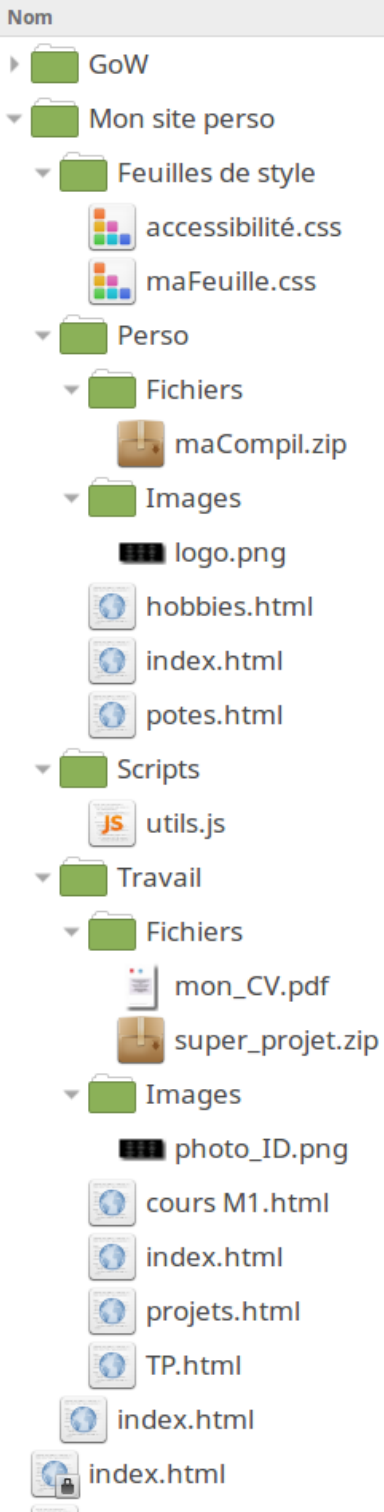 Nom
GoW
Mon site perso
Feuilles de style
accessibilité.css
maFeuille.css
Perso
Fichiers
maCompil.zip
Images
logo.png
hobbies.html
index.html
potes.html
Scripts
JS utils.js
Travail
Fichiers
mon_CV.pdf
super_projet.zip
Images
photo_ID.png
cours M1.html
index.html
projets.html
TP.html
index.html
index.html